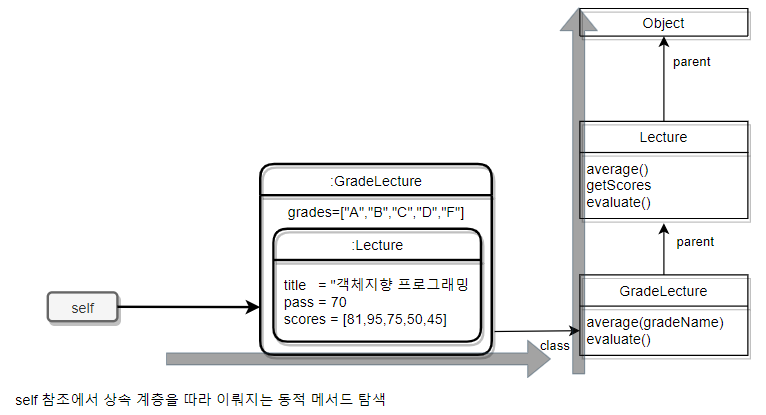 Object
parent
Lecture
average()
getScores
evaluate()
parent
:GradeLecture
grades=["A","B","C","D","F"]
:Lecture
title = "객체지향 프로그래밍
pass = 70
scores = [81,95,75,50,45]
self
class
GradeLecture
average(gradeName)
evaluate()
self 참조에서 상속 계층을 따라 이뤄지는 동적 메서드 탐색